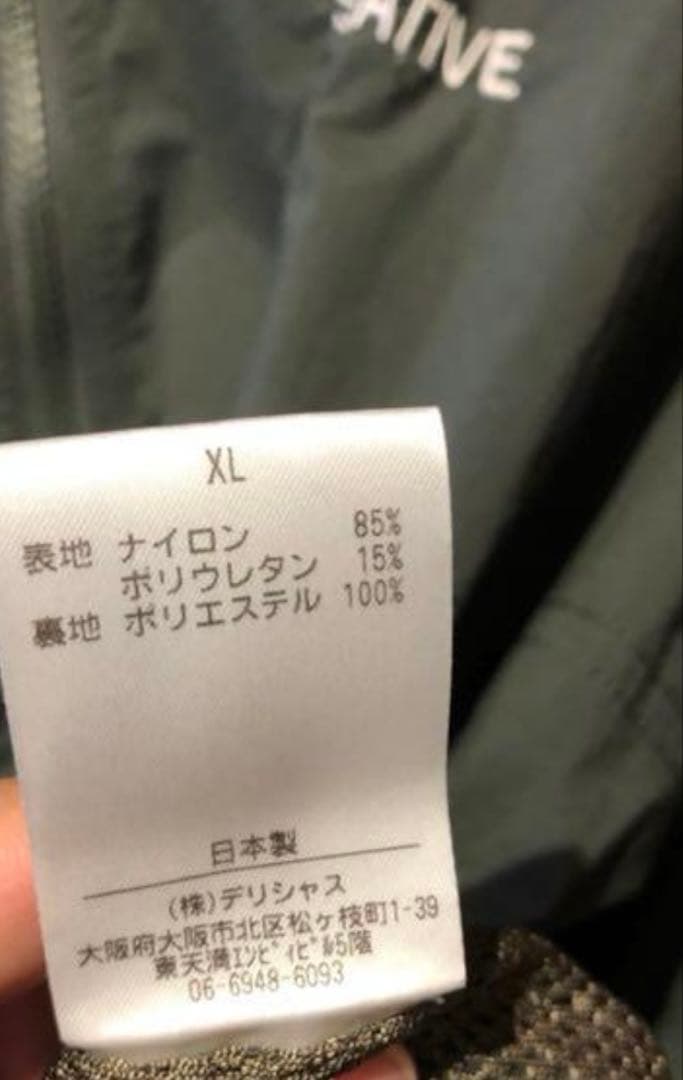 ATIVE
XL
表地 ナイロン 85%
ポリウレタン 15%
裏地 ポリエステル 100%
日本製
(株)デリシャス
大阪府大阪市北区松ヶ枝町1-39
東天満ｴﾝﾋﾟｲﾋﾞﾙ5階
06-6948-6093